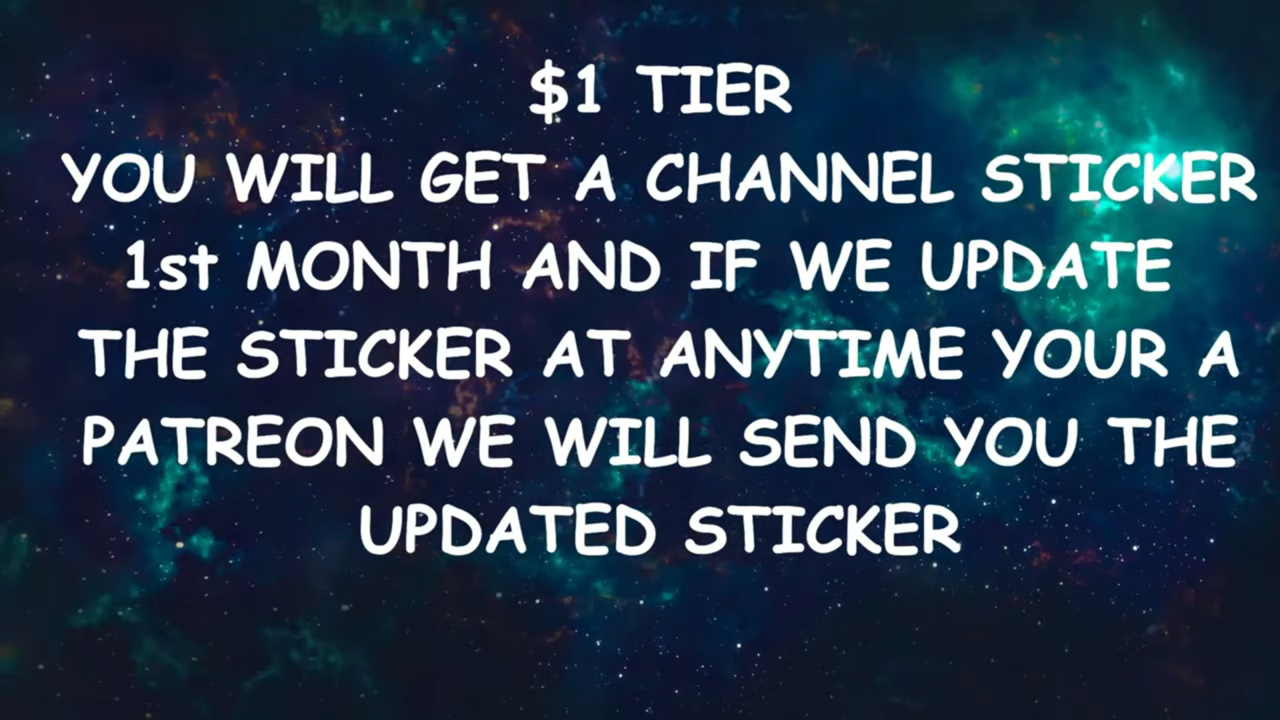 $1 TIER
YOU WILL GET A CHANNEL STICKER
1st MONTH AND IF WE UPDATE
THE STICKER AT ANYTIME YOUR A
PATREON WE WILL SEND YOU THE
UPDATED STICKER